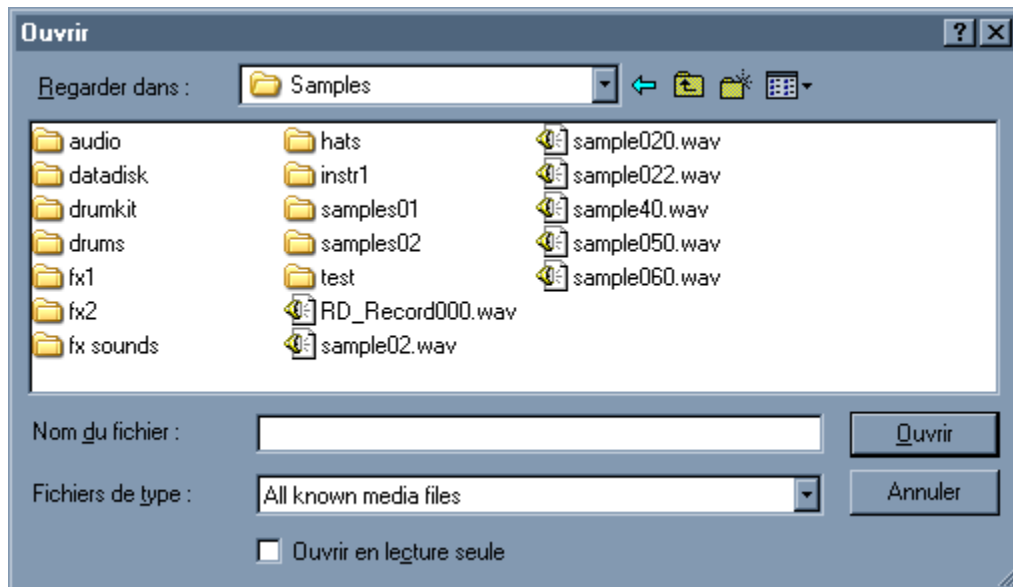 Ouvrir
Regarder dans :
Samples
audio
datadisk
drumkit
drums
fx1
fx2
fx sounds
hats
instr1
samples01
samples02
test
RD_Record000.wav
sample02.wav
sample020.wav
sample022.wav
sample40.wav
sample050.wav
sample060.wav
Nom du fichier :
Ouvrir
Fichiers de type :
All known media files
Annuler
Ouvrir en lecture seule